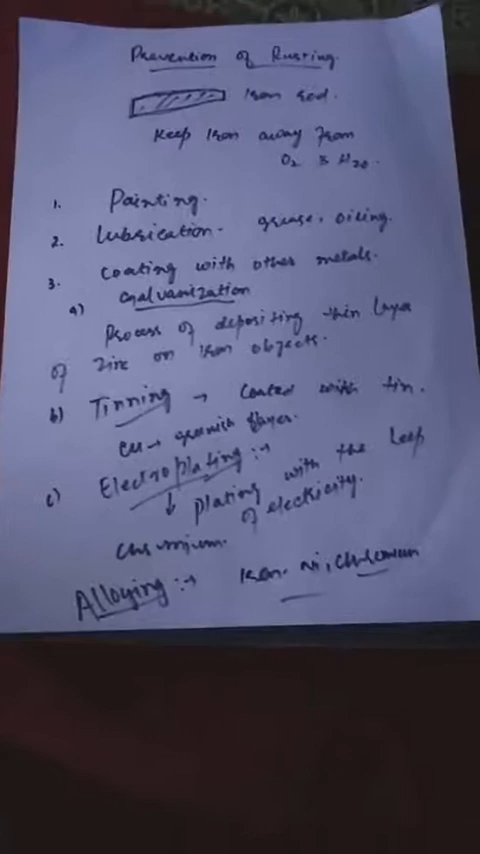 Prevention of Rusting.
Iron rod.
Keep Iron away from
O2 & H2O.
1. Painting.
2. Lubrication. grease, oiling.
3. Coating with other metals.
a) Galvanization
Process of depositing thin layer
of zinc on iron objects.
b) Tinning → Coated with tin.
Cu → greenish layer.
c) Electroplating :→
↓ plating with the help
of electricity.
chromium.
Alloying :→ Iron. Ni, chromium